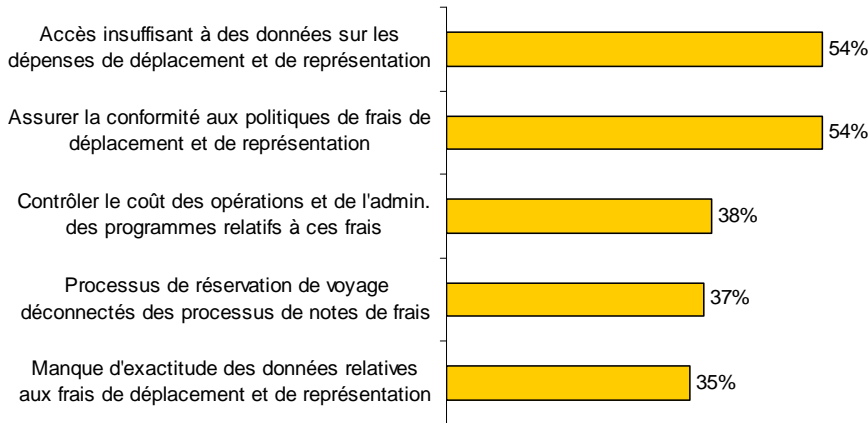 Accès insuffisant à des données sur les
dépenses de déplacement et de représentation
54%
Assurer la conformité aux politiques de frais de
déplacement et de représentation
54%
Contrôler le coût des opérations et de l'admin.
des programmes relatifs à ces frais
38%
Processus de réservation de voyage
déconnectés des processus de notes de frais
37%
Manque d'exactitude des données relatives
aux frais de déplacement et de représentation
35%